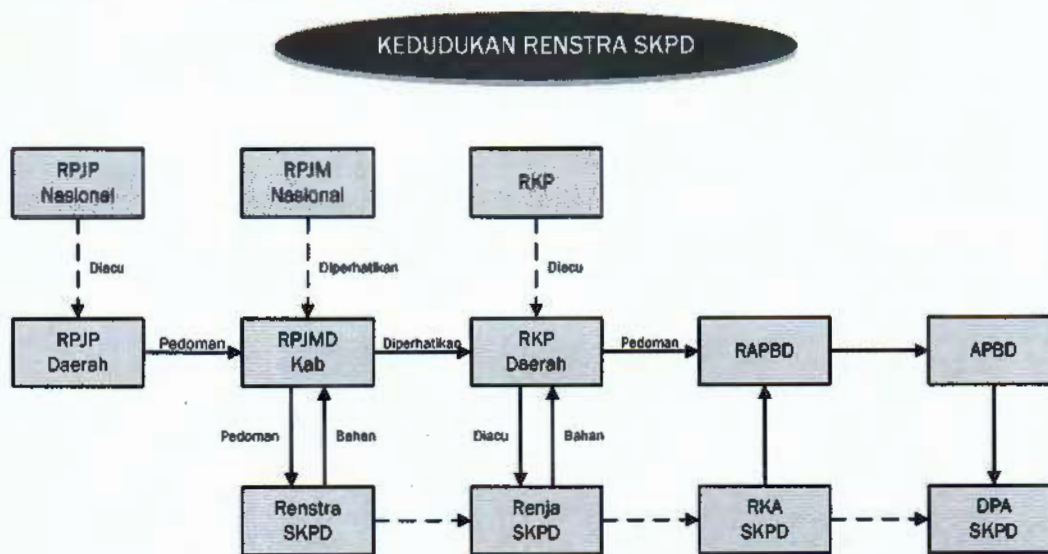 KEDUDUKAN RENSTRA SKPD
RPJP
Nasional
RPJM
Nasional
RKP
Diacu
Diperhatikan
Diacu
RPJP
Daerah
Pedoman
RPJMD
Kab
Diperhatikan
RKP
Daerah
Pedoman
RAPBD
APBD
Pedoman
Bahan
Diacu
Bahan
Renstra
SKPD
Renja
SKPD
RKA
SKPD
DPA
SKPD